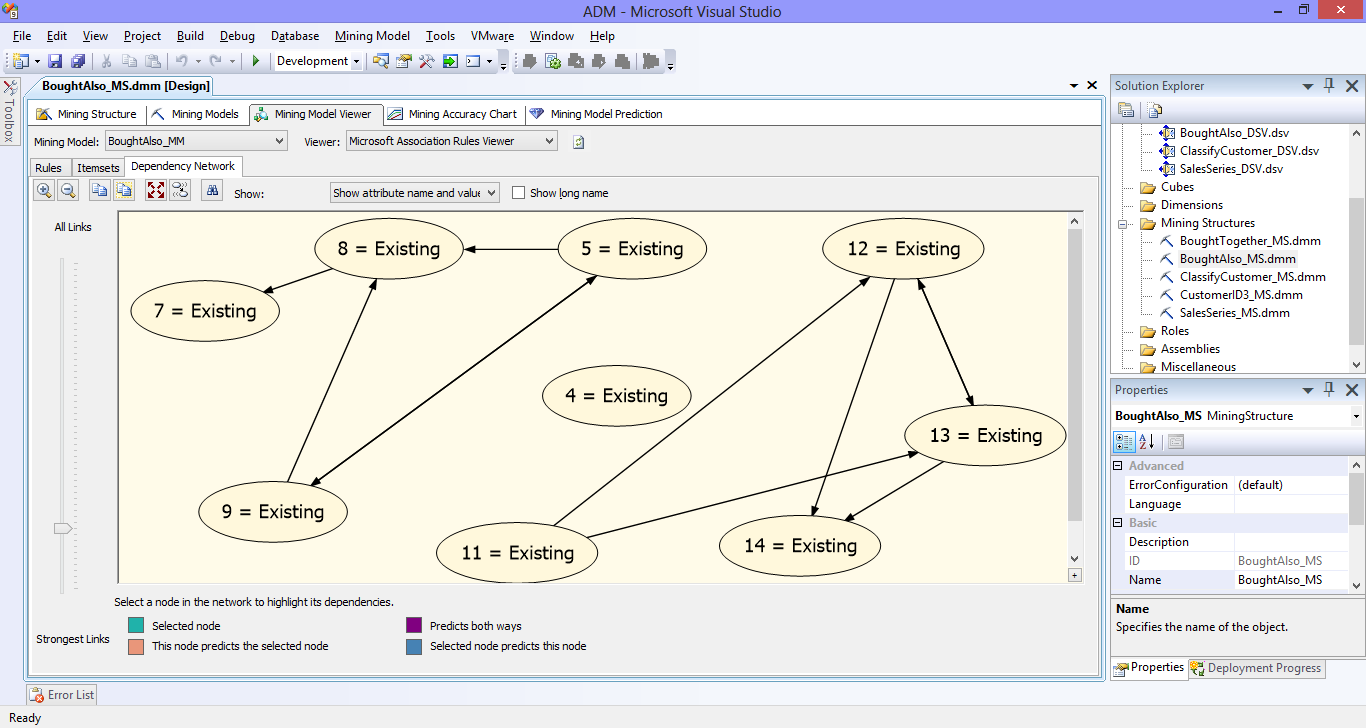 ADM - Microsoft Visual Studio
File Edit View Project Build Debug Database Mining Model Tools VMware Window Help
Development
Toolbox
BoughtAlso_MS.dmm [Design]
Mining Structure Mining Models Mining Model Viewer Mining Accuracy Chart Mining Model Prediction
Mining Model: BoughtAlso_MM Viewer: Microsoft Association Rules Viewer
Rules Itemsets Dependency Network
Show: Show attribute name and value Show long name
All Links
8 = Existing 5 = Existing 12 = Existing
7 = Existing
4 = Existing
13 = Existing
9 = Existing
11 = Existing 14 = Existing
Strongest Links
Select a node in the network to highlight its dependencies.
Selected node Predicts both ways
This node predicts the selected node Selected node predicts this node
Solution Explorer
BoughtAlso_DSV.dsv
ClassifyCustomer_DSV.dsv
SalesSeries_DSV.dsv
Cubes
Dimensions
Mining Structures
BoughtTogether_MS.dmm
BoughtAlso_MS.dmm
ClassifyCustomer_MS.dmm
CustomerID3_MS.dmm
SalesSeries_MS.dmm
Roles
Assemblies
Miscellaneous
Properties
BoughtAlso_MS MiningStructure
Advanced
ErrorConfiguration (default)
Language
Basic
Description
ID BoughtAlso_MS
Name BoughtAlso_MS
Name
Specifies the name of the object.
Properties Deployment Progress
Error List
Ready